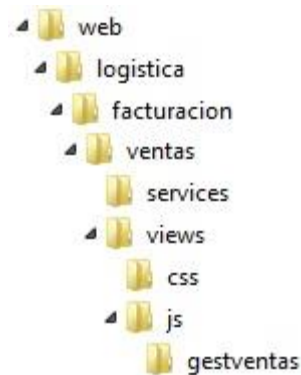 web
logistica
facturacion
ventas
services
views
css
js
gestventas